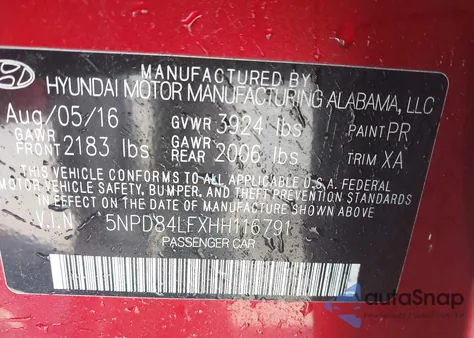 MANUFACTURED BY
HYUNDAI MOTOR MANUFACTURING ALABAMA, LLC
Aug/05/16 GVWR 3924 lbs PAINT PR
GAWR FRONT 2183 lbs GAWR REAR 2006 lbs TRIM XA
THIS VEHICLE CONFORMS TO ALL APPLICABLE U.S.A. FEDERAL
MOTOR VEHICLE SAFETY, BUMPER, AND THEFT PREVENTION STANDARDS
IN EFFECT ON THE DATE OF MANUFACTURE SHOWN ABOVE.
V.I.N 5NPD84LFXHH116791
PASSENGER CAR
autoSnap